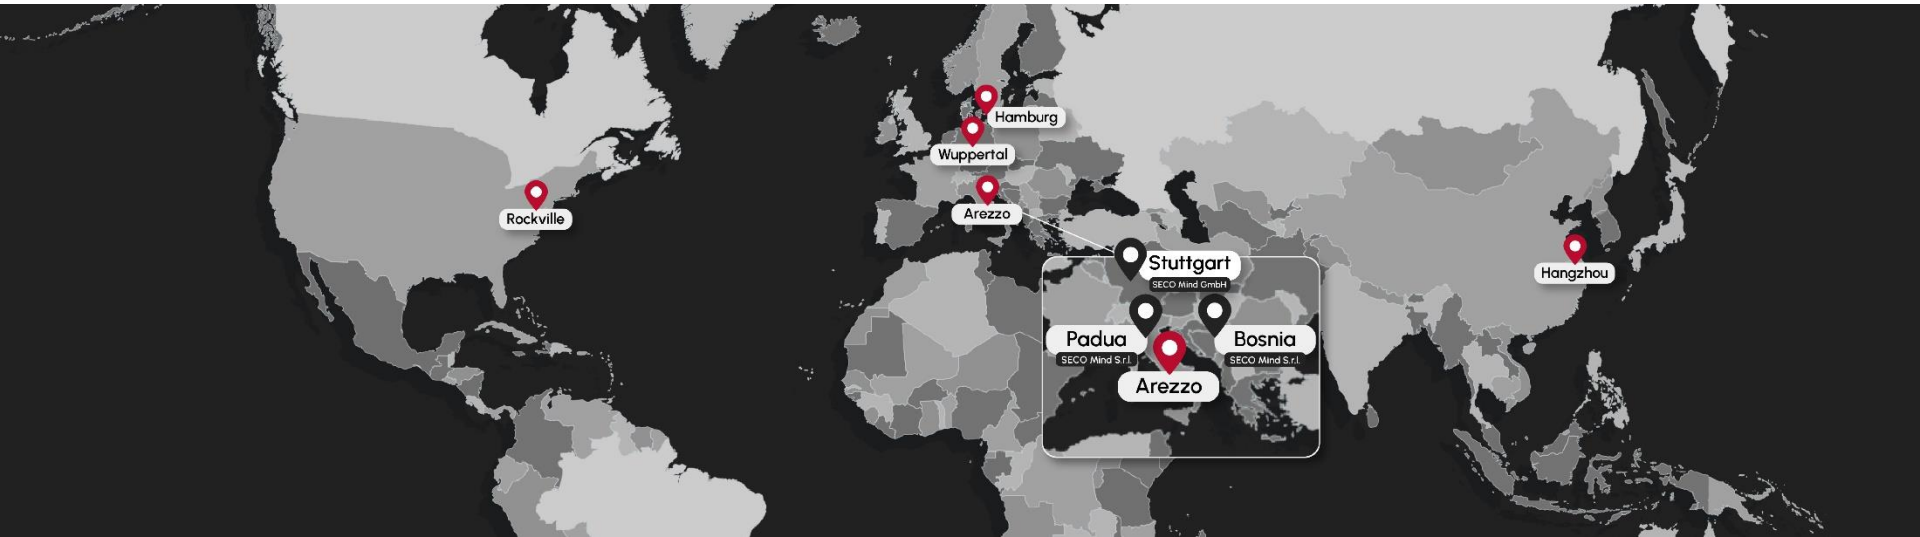 Hamburg
Wuppertal
Rockville
Arezzo
Hangzhou
Stuttgart
SECO Mind GmbH
Padua
SECO Mind S.r.l.
Bosnia
SECO Mind S.r.l.
Arezzo